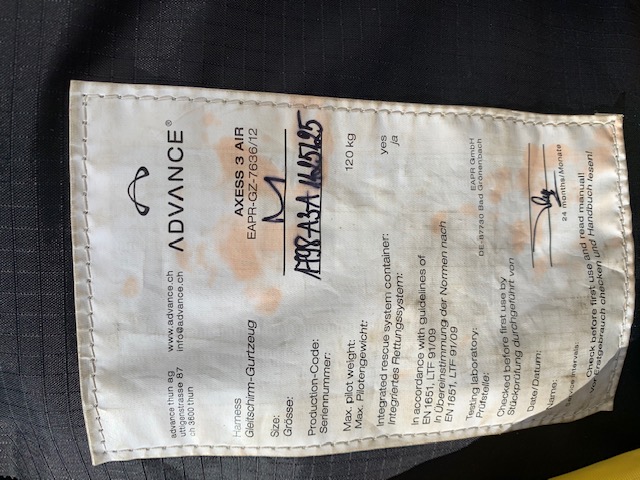 ADVANCE®
advance thun ag
uttigenstrasse 87
ch 3600 thun
www.advance.ch
info@advance.ch
Harness
Gleitschirm-Gurtzeug
AXESS 3 AIR
EAPR-GZ-7636/12
Size: M
Grösse:
Production-Code:
Seriennummer:
Max. pilot weight: 120 kg
Max. Pilotengewicht:
Integrated rescue system container: yes
Integriertes Rettungssystem: ja
In accordance with guidelines of
EN 1651, LTF 91/09
In Übereinstimmung der Normen nach
EN 1651, LTF 91/09
Testing laboratory: EAPR GmbH
Prüfstelle: DE-87730 Bad Grönenbach
Checked before first use by
Stückprüfung durchgeführt von
Date/Datum:
Name:
intervals: 24 months/Monate
Check before first use and read manual!
Vor Erstgebrauch checken und Handbuch lesen!